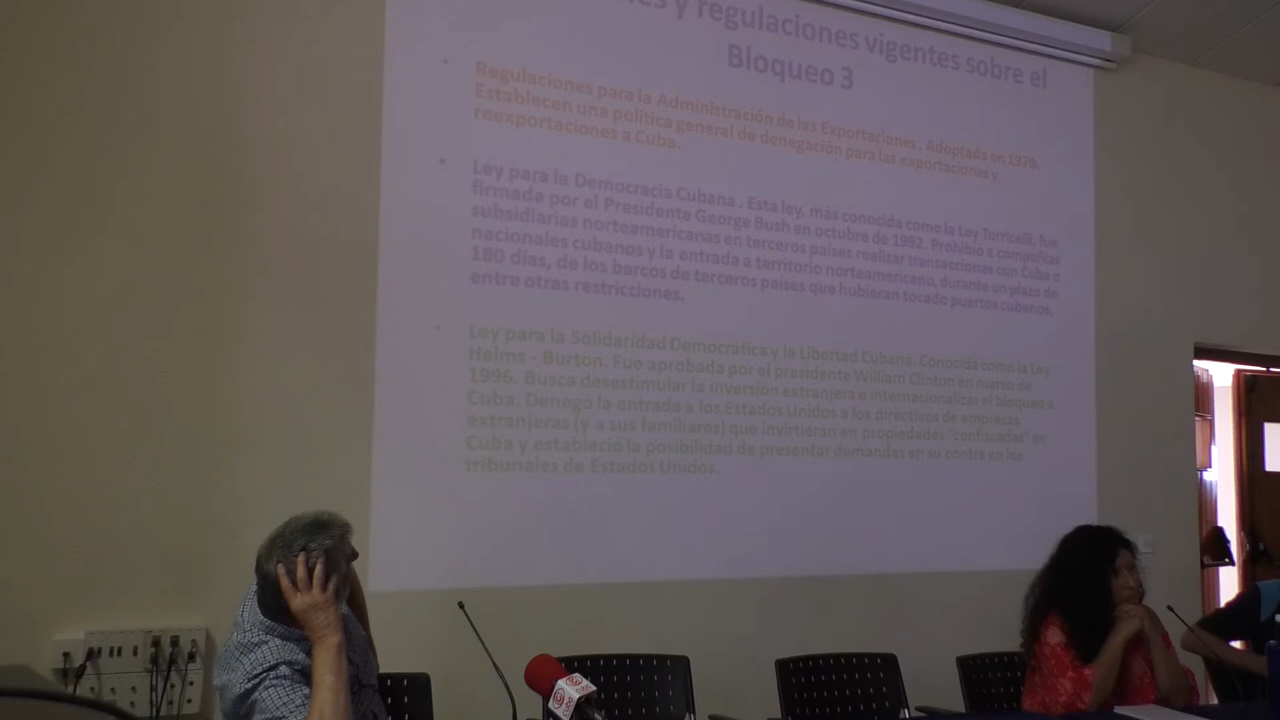 es y regulaciones vigentes sobre el
Bloqueo 3
Regulaciones para la Administración de las Exportaciones . Adoptada en 1979.
Establecen una política general de denegación para las exportaciones y
reexportaciones a Cuba.
Ley para la Democracia Cubana . Esta ley, más conocida como la Ley Torricelli, fue
firmada por el Presidente George Bush en octubre de 1992. Prohibió a compañías
subsidiarias norteamericanas en terceros países realizar transacciones con Cuba o
nacionales cubanos y la entrada a territorio norteamericano, durante un plazo de
180 días, de los barcos de terceros países que hubieran tocado puertos cubanos,
entre otras restricciones.
Ley para la Solidaridad Democrática y la Libertad Cubana. Conocida como la Ley
Helms - Burton. Fue aprobada por el presidente William Clinton en marzo de
1996. Busca desestimular la inversión extranjera e internacionalizar el bloqueo a
Cuba. Denegó la entrada a los Estados Unidos a los directivos de empresas
extranjeras (y a sus familiares) que invirtieran en propiedades "confiscadas" en
Cuba y estableció la posibilidad de presentar demandas en su contra en los
tribunales de Estados Unidos.